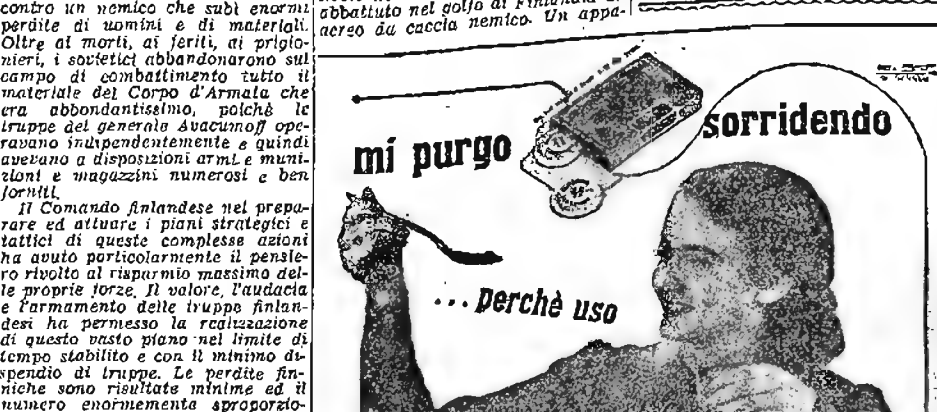 contro un nemico che subì enormi
perdite di uomini e di materiali.
Oltre ai morti, ai feriti, ai prigio-
nieri, i sovietici abbandonarono sul
campo di combattimento tutto il
materiale del Corpo d'Armata che
era abbondantissimo, poichè le
truppe del generale Avacumoff ope-
ravano indipendentemente e quindi
avevano a disposizioni armi e muni-
zioni e magazzini numerosi e ben
forniti.
Il Comando finlandese nel prepa-
rare ed attuare i piani strategici e
tattici di queste complesse azioni
ha avuto particolarmente il pensie-
ro rivolto al risparmio massimo del-
le proprie forze. Il valore, l'audacia
e l'armamento delle truppe finlan-
desi ha permesso la realizzazione
di questo vasto piano nel limite di
tempo stabilito e con il minimo di-
spendio di truppe. Le perdite fin-
niche sono risultate minime ed il
numero enormemente sproporzio-
abbattuto nel golfo di Finlandia
aereo da caccia nemico. Un appa-
mi purgo
sorridendo
... perchè uso